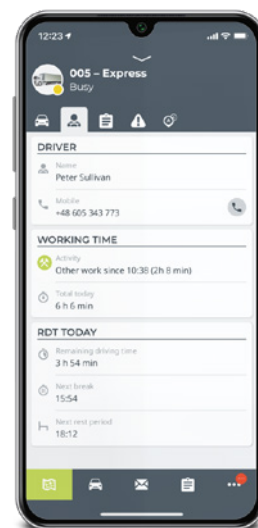 12:23
005 – Express
Busy
DRIVER
Name
Peter Sullivan
Mobile
+48 605 343 773
WORKING TIME
Activity
Other work since 10:38 (2h 8 min)
Total today
6 h 6 min
RDT TODAY
Remaining driving time
3 h 54 min
Next break
15:54
Next rest period
18:12